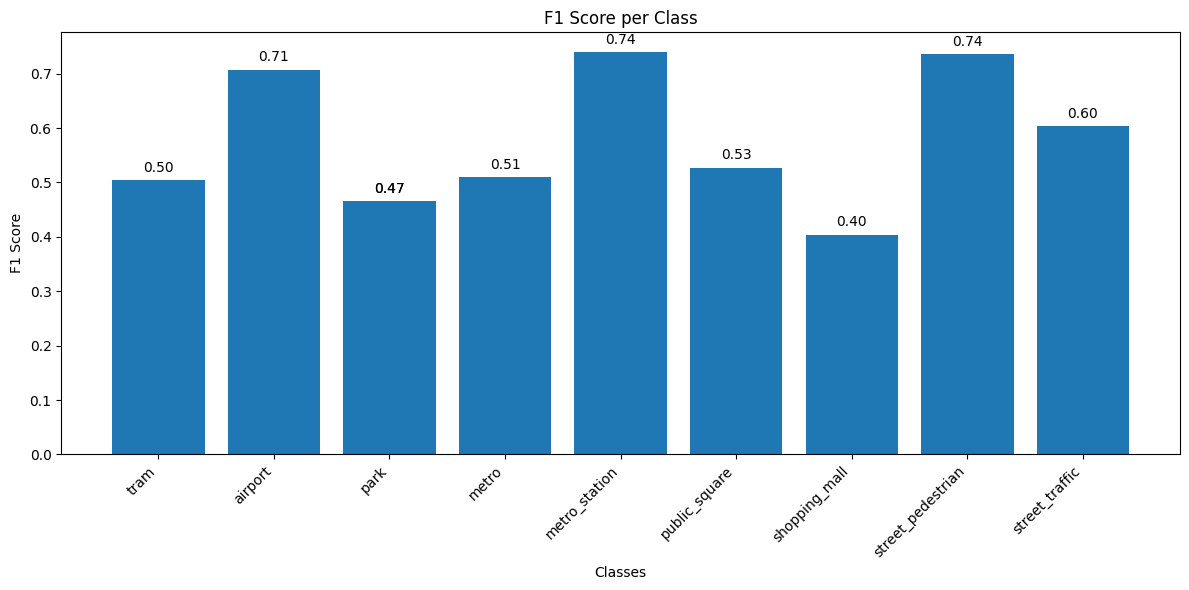 F1 Score per Class
F1 Score
0.7
0.6
0.5
0.4
0.3
0.2
0.1
0.0
0.50
0.71
0.47
0.51
0.74
0.53
0.40
0.74
0.60
tram
airport
park
metro
metro_station
public_square
shopping_mall
street_pedestrian
street_traffic
Classes